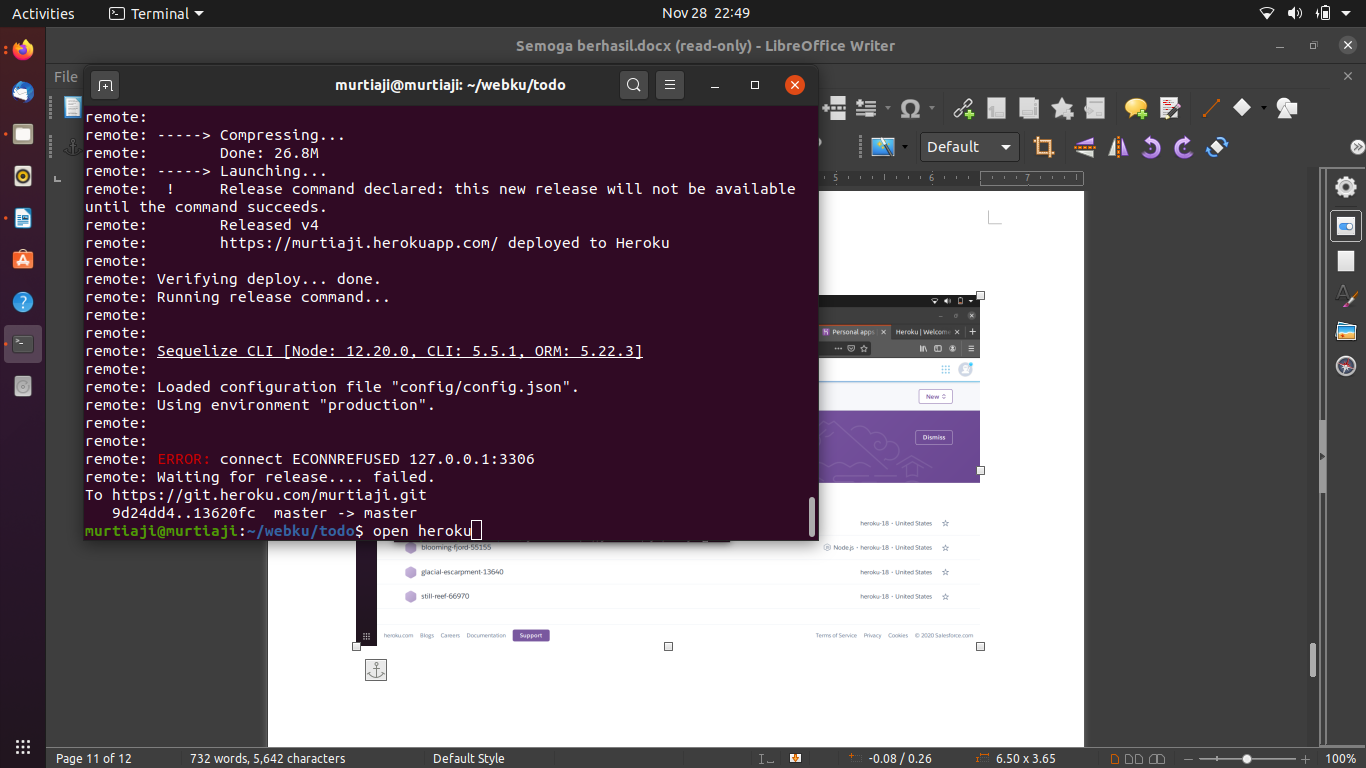 Activities
Terminal
Nov 28 22:49
Semoga berhasil.docx (read-only) - LibreOffice Writer
File
murtiaji@murtiaji: ~/webku/todo
remote:
remote: -----> Compressing...
remote:        Done: 26.8M
remote: -----> Launching...
remote:  !     Release command declared: this new release will not be available
until the command succeeds.
remote:        Released v4
remote:        https://murtiaji.herokuapp.com/ deployed to Heroku
remote:
remote: Verifying deploy... done.
remote: Running release command...
remote:
remote:
remote: Sequelize CLI [Node: 12.20.0, CLI: 5.5.1, ORM: 5.22.3]
remote:
remote: Loaded configuration file "config/config.json".
remote: Using environment "production".
remote:
remote:
remote: ERROR: connect ECONNREFUSED 127.0.0.1:3306
remote: Waiting for release.... failed.
To https://git.heroku.com/murtiaji.git
   9d24dd4..13620fc  master -> master
murtiaji@murtiaji:~/webku/todo$ open heroku
Default
5 6 7
Personal apps
Heroku | Welcome
New
Dismiss
heroku-18 - United States
blooming-fjord-55155
Node.js - heroku-18 - United States
glacial-escarpment-13640
heroku-18 - United States
still-reef-66970
heroku-18 - United States
heroku.com Blogs Careers Documentation Support
Terms of Service Privacy Cookies © 2020 Salesforce.com
Page 11 of 12
732 words, 5,642 characters
Default Style
-0.08 / 0.26
6.50 x 3.65
100%